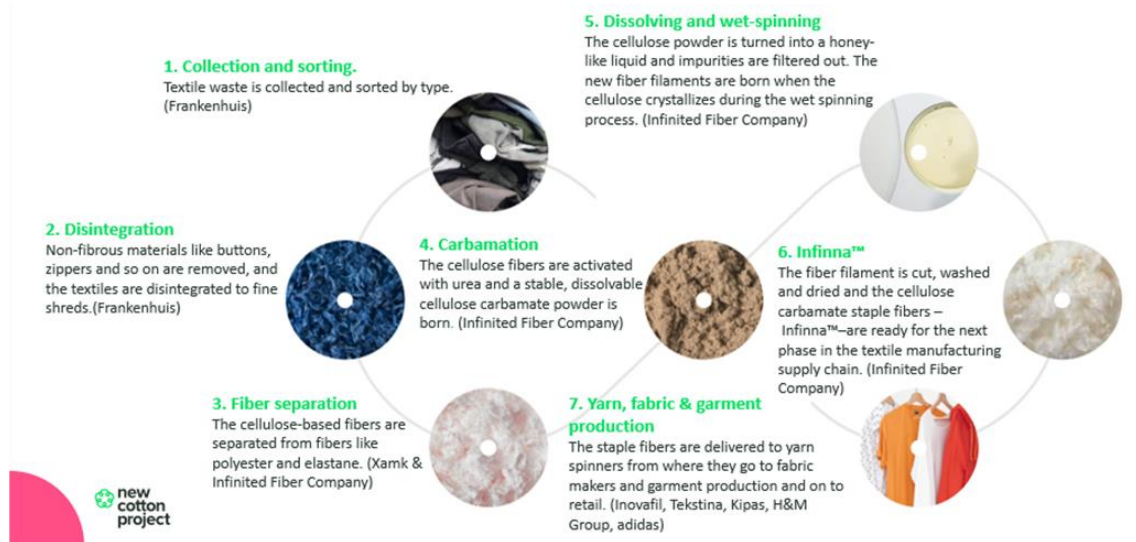 1. Collection and sorting.
Textile waste is collected and sorted by type.
(Frankenhuis)
2. Disintegration
Non-fibrous materials like buttons,
zippers and so on are removed, and
the textiles are disintegrated to fine
shreds.(Frankenhuis)
3. Fiber separation
The cellulose-based fibers are
separated from fibers like
polyester and elastane. (Xamk &
Infinited Fiber Company)
4. Carbamation
The cellulose fibers are activated
with urea and a stable, dissolvable
cellulose carbamate powder is
born. (Infinited Fiber Company)
5. Dissolving and wet-spinning
The cellulose powder is turned into a honey-
like liquid and impurities are filtered out. The
new fiber filaments are born when the
cellulose crystallizes during the wet spinning
process. (Infinited Fiber Company)
6. Infinna™
The fiber filament is cut, washed
and dried and the cellulose
carbamate staple fibers –
Infinna™–are ready for the next
phase in the textile manufacturing
supply chain. (Infinited Fiber
Company)
7. Yarn, fabric & garment
production
The staple fibers are delivered to yarn
spinners from where they go to fabric
makers and garment production and on to
retail. (Inovafil, Tekstina, Kipas, H&M
Group, adidas)
new
cotton
project